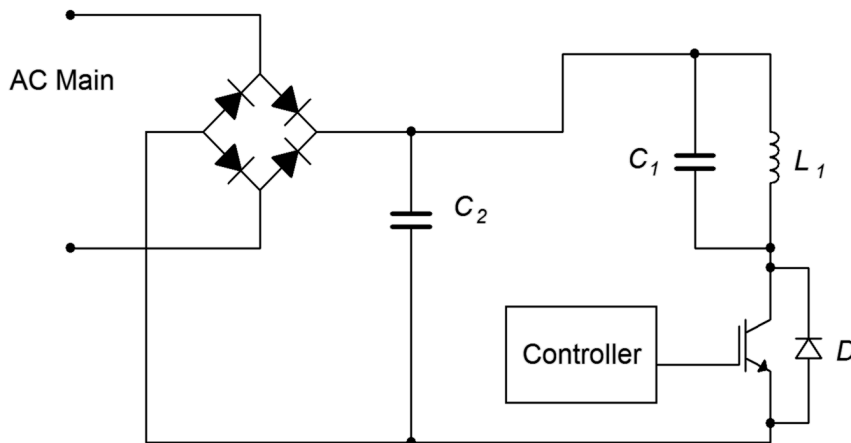 AC Main
C1
L1
C2
Controller
D